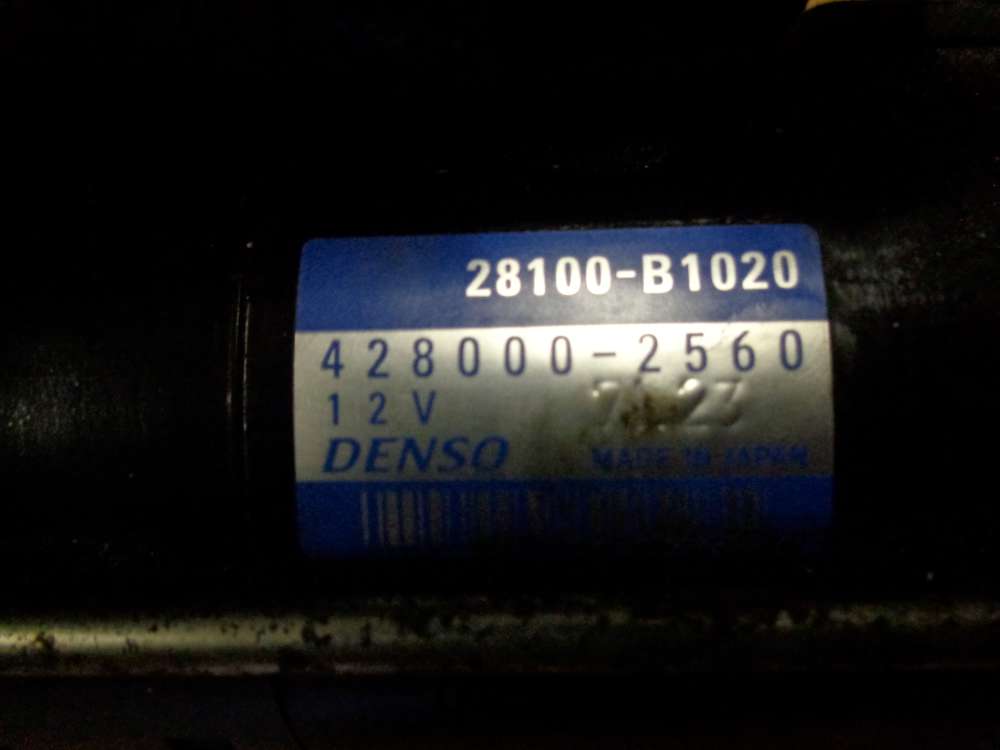 28100-B1020
428000-2560
12V
DENSO MADE IN JAPAN